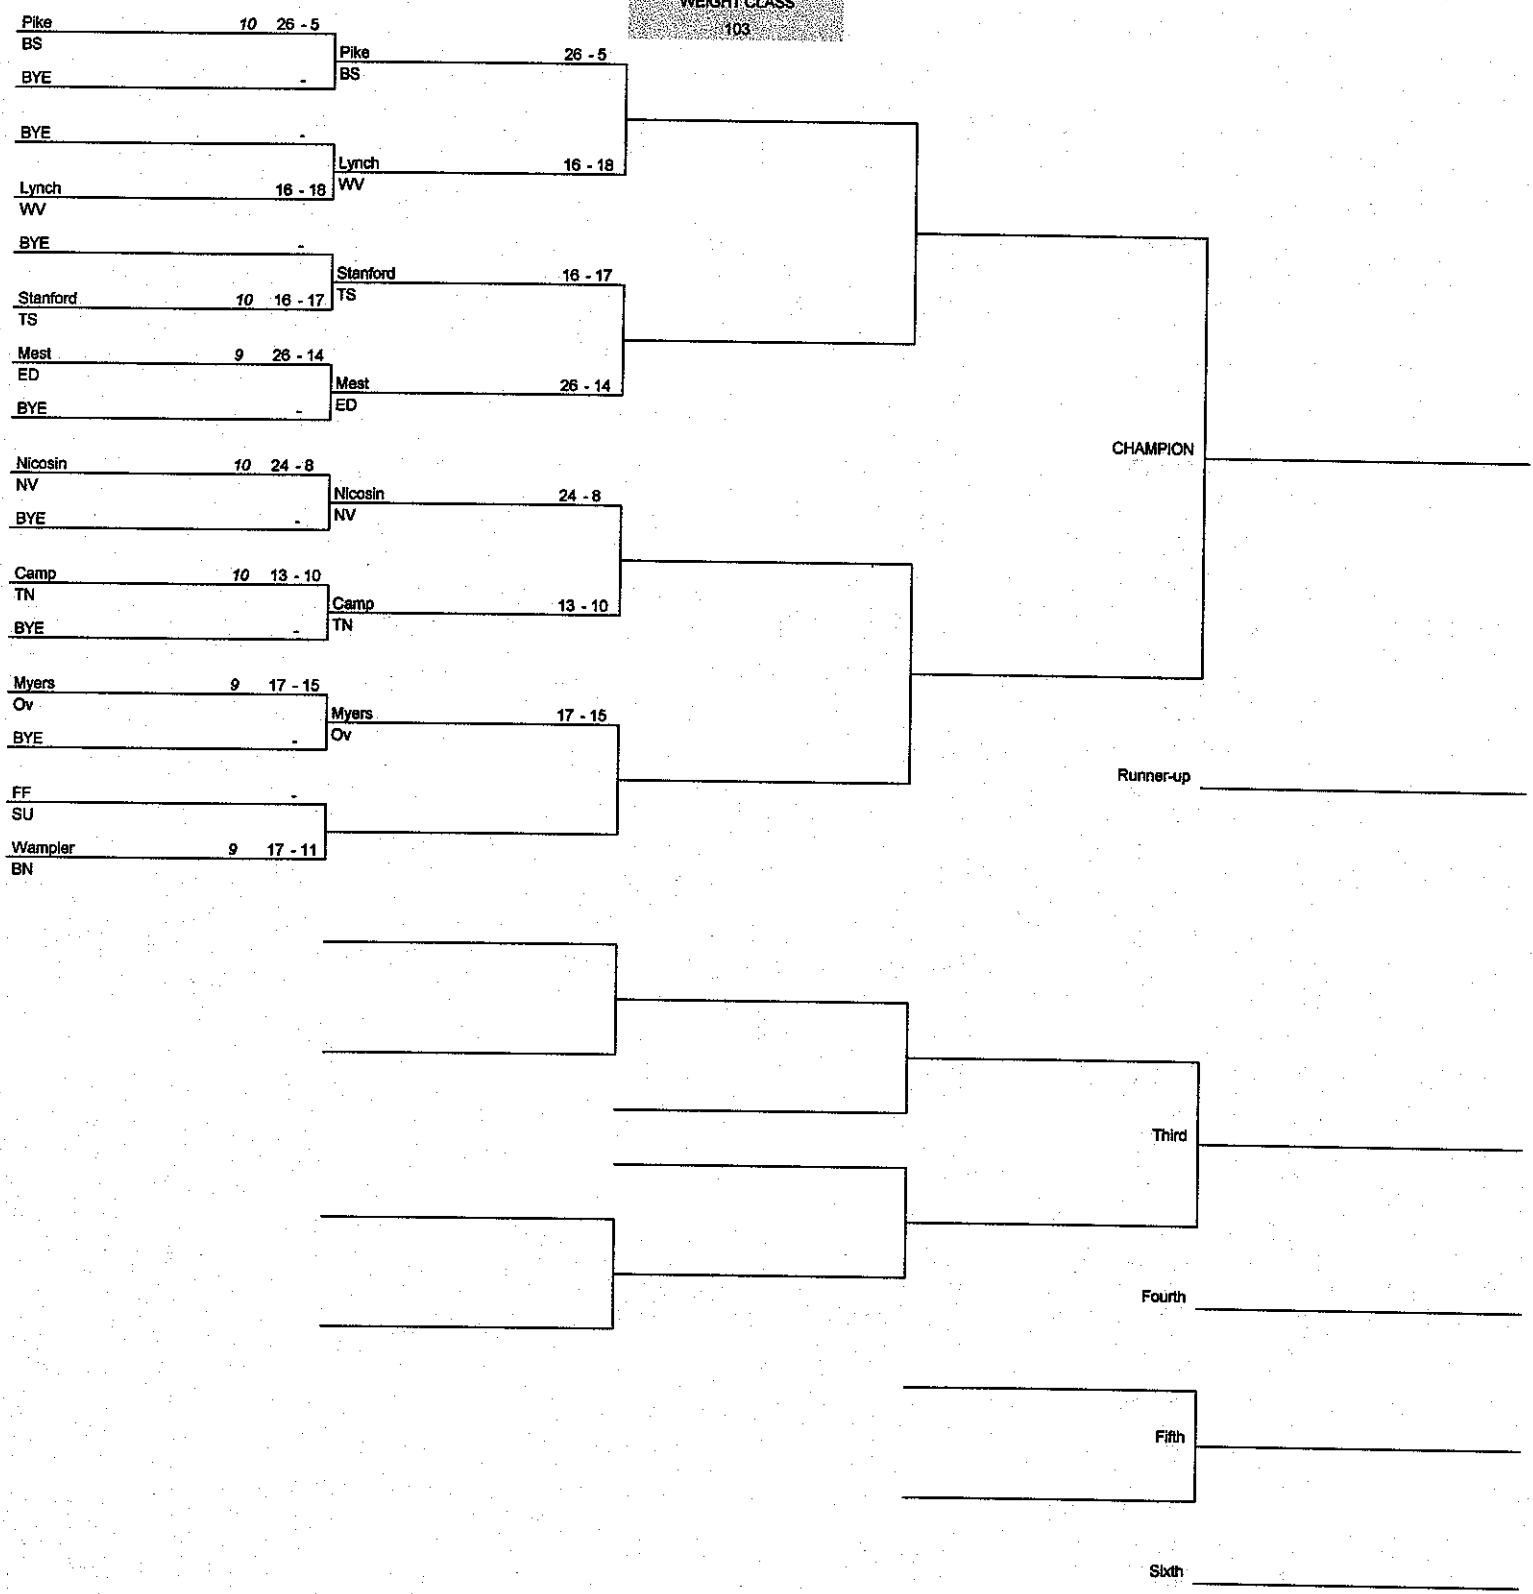 WEIGHT CLASS
103
Pike 10 26 - 5
BS
BYE -
Pike 26 - 5
BS
BYE -
Lynch 16 - 18
WV
Lynch 16 - 18
WV
BYE -
Stanford 10 16 - 17
TS
Stanford 16 - 17
TS
Mest 9 26 - 14
ED
BYE -
Mest 26 - 14
ED
Nicosin 10 24 - 8
NV
BYE -
Nicosin 24 - 8
NV
Camp 10 13 - 10
TN
BYE -
Camp 13 - 10
TN
Myers 9 17 - 15
Ov
BYE -
Myers 17 - 15
Ov
FF -
SU
Wampler 9 17 - 11
BN
CHAMPION
Runner-up
Third
Fourth
Fifth
Sixth